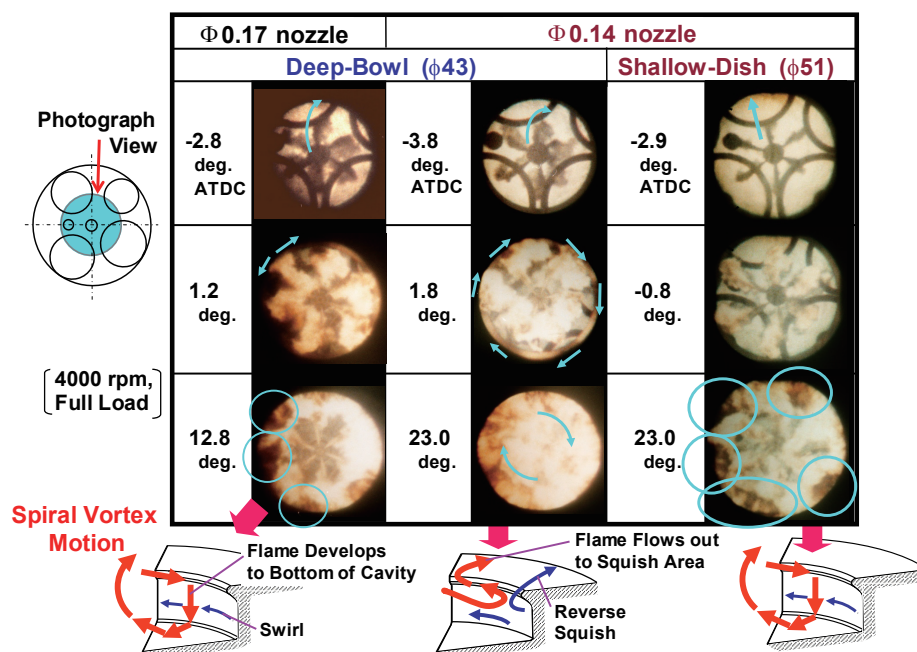 Φ0.17 nozzle
Φ0.14 nozzle
Deep-Bowl (φ43)
Shallow-Dish (φ51)
Photograph
View
-2.8
deg.
ATDC
-3.8
deg.
ATDC
-2.9
deg.
ATDC
1.2
deg.
1.8
deg.
-0.8
deg.
4000 rpm,
Full Load
12.8
deg.
23.0
deg.
23.0
deg.
Spiral Vortex
Motion
Flame Develops
to Bottom of Cavity
Swirl
Flame Flows out
to Squish Area
Reverse
Squish